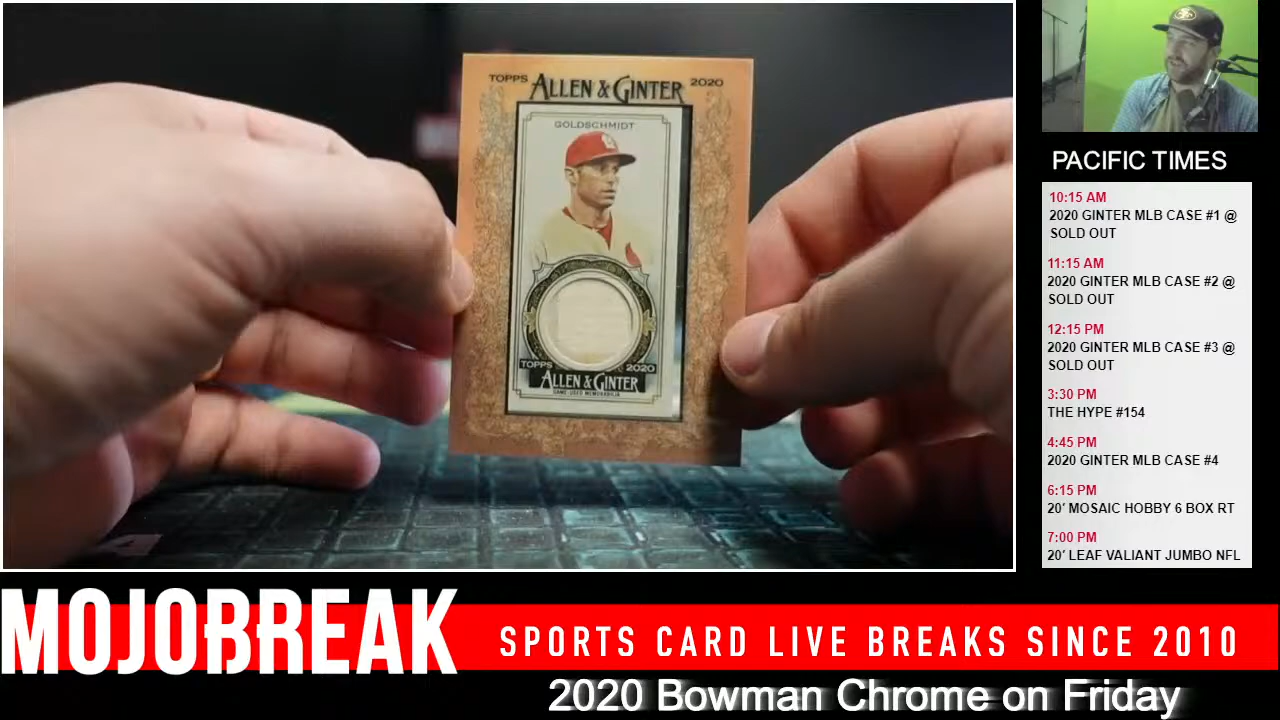 TOPPS ALLEN & GINTER 2020
GOLDSCHMIDT
TOPPS 2020
ALLEN & GINTER
GAME-USED MEMORABILIA
PACIFIC TIMES
10:15 AM
2020 GINTER MLB CASE #1 @
SOLD OUT
11:15 AM
2020 GINTER MLB CASE #2 @
SOLD OUT
12:15 PM
2020 GINTER MLB CASE #3 @
SOLD OUT
3:30 PM
THE HYPE #154
4:45 PM
2020 GINTER MLB CASE #4
6:15 PM
20' MOSAIC HOBBY 6 BOX RT
7:00 PM
20' LEAF VALIANT JUMBO NFL
MOJOBREAK
SPORTS CARD LIVE BREAKS SINCE 2010
2020 Bowman Chrome on Friday